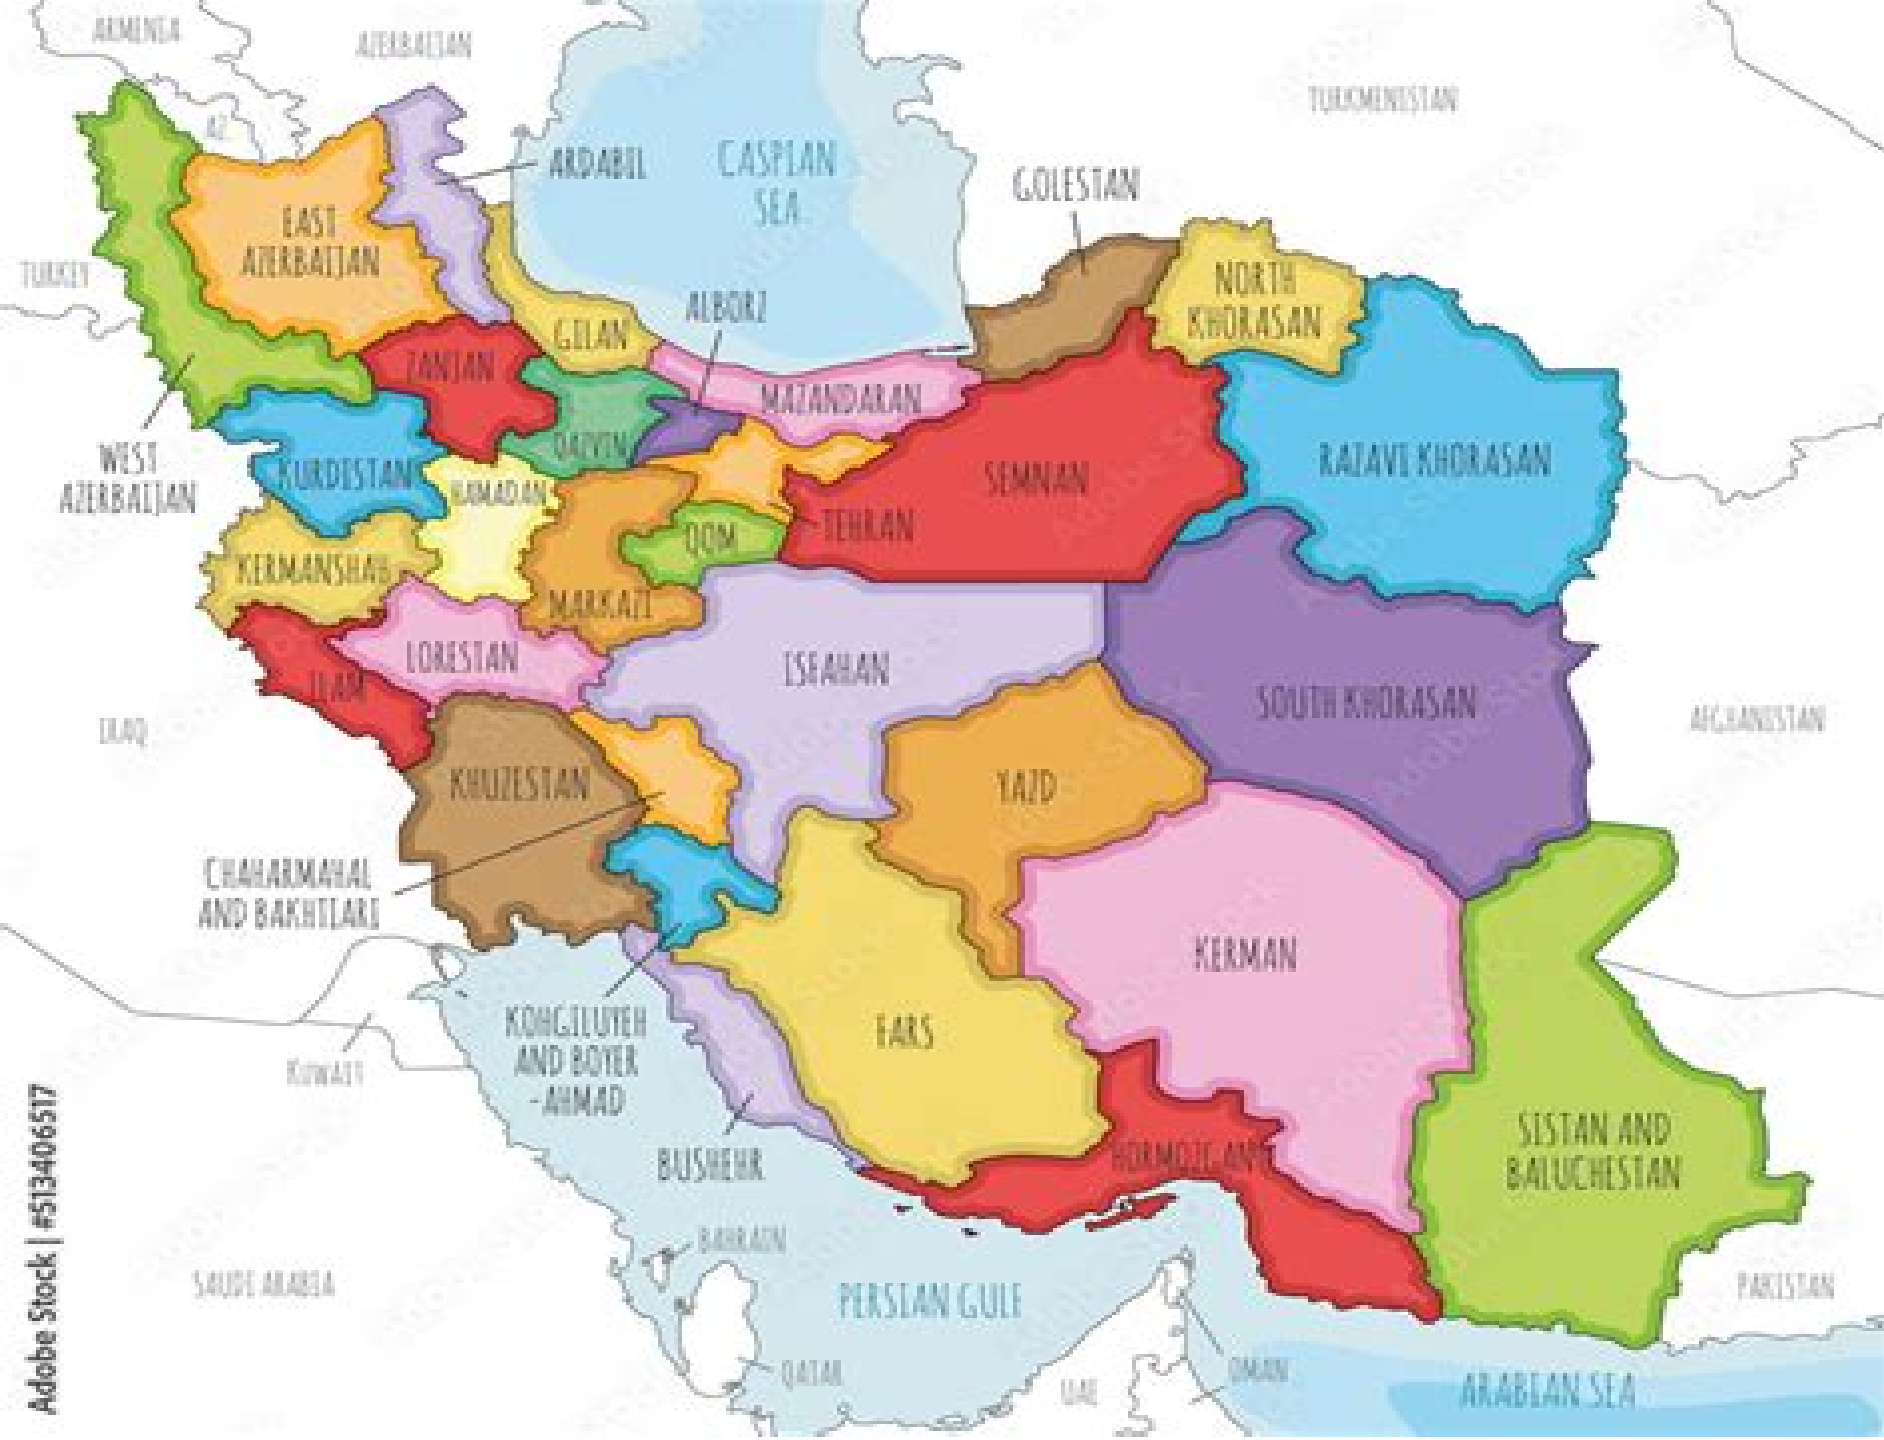 ARMENIA
AZERBAIJAN
TURKMENISTAN
AZ.
ARDABIL
CASPIAN
SEA
GOLESTAN
EAST
AZERBAIJAN
TURKEY
NORTH
KHORASAN
ALBORZ
GILAN
ZANJAN
MAZANDARAN
WEST
AZERBAIJAN
QAZVIN
KURDISTAN
HAMADAN
SEMNAN
RAZAVI KHORASAN
TEHRAN
QOM
KERMANSHAH
MARKAZI
LORESTAN
ISFAHAN
ILAM
SOUTH KHORASAN
AFGHANISTAN
IRAQ
KHUZESTAN
YAZD
CHAHARMAHAL
AND BAKHTIARI
KERMAN
KOHGILUYEH
AND BOYER
-AHMAD
FARS
KUWAIT
SISTAN AND
BALUCHESTAN
HORMOZGAN
BUSHEHR
BAHRAIN
SAUDI ARABIA
PERSIAN GULF
PAKISTAN
QATAR
UAE
OMAN
ARABIAN SEA
Adobe Stock | #513406517